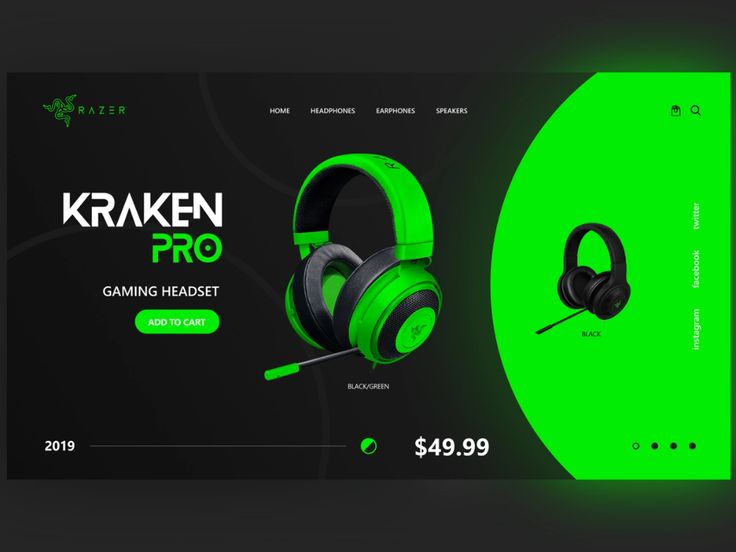 RAZER
HOME HEADPHONES EARPHONES SPEAKERS
KRAKEN
PRO
GAMING HEADSET
ADD TO CART
BLACK/GREEN
BLACK
twitter
facebook
instagram
2019
$49.99